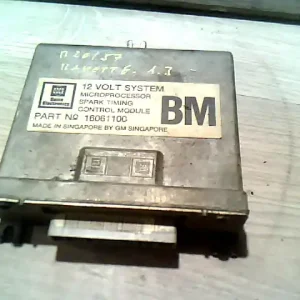 12 VOLT SYSTEM
MICROPROCESSOR
SPARK TIMING
CONTROL MODULE
BM
PART NO 16061100
MADE IN SINGAPORE BY GM SINGAPORE